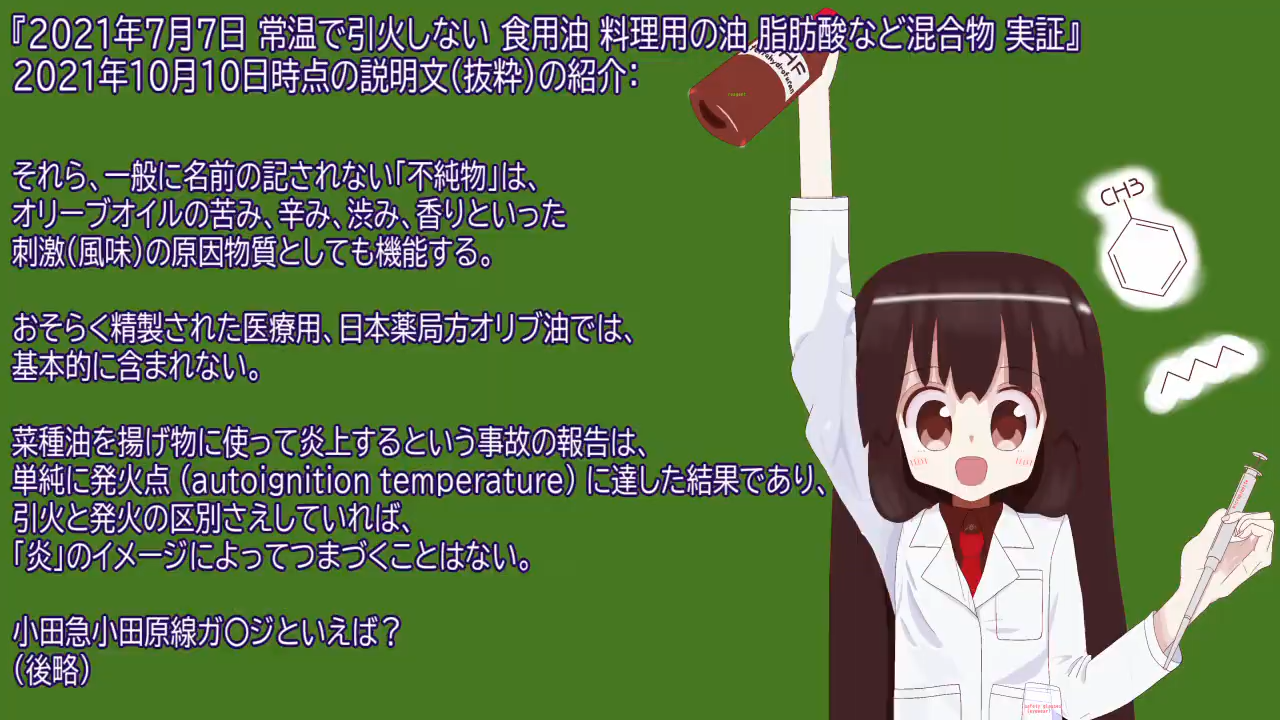 『2021年7月7日 常温で引火しない 食用油 料理用の油 脂肪酸など混合物 実証』
2021年10月10日時点の説明文(抜粋)の紹介:
それら、一般に名前の記されない「不純物」は、
オリーブオイルの苦み、辛み、渋み、香りといった
刺激(風味)の原因物質としても機能する。
おそらく精製された医療用、日本薬局方オリブ油では、
基本的に含まれない。
菜種油を揚げ物に使って炎上するという事故の報告は、
単純に発火点 (autoignition temperature) に達した結果であり、
引火と発火の区別さえしていれば、
「炎」のイメージによってつまづくことはない。
小田急小田原線ガ〇ジといえば?
(後略)
CH3
safety glasses
(eyewear)